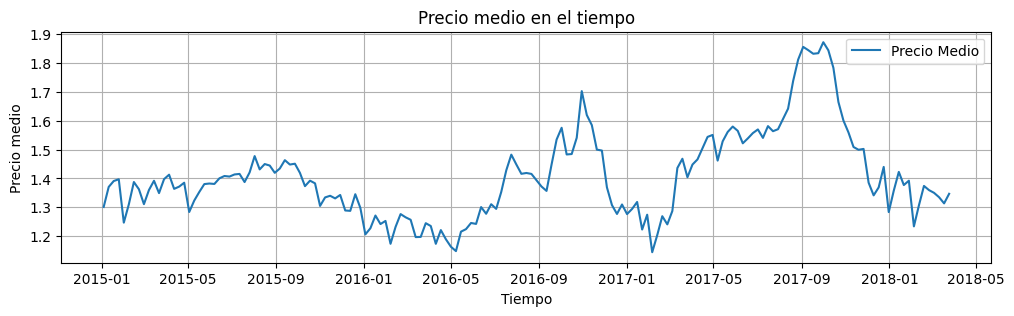 Precio medio en el tiempo
Precio medio
1.9
1.8
1.7
1.6
1.5
1.4
1.3
1.2
Precio Medio
2015-01 2015-05 2015-09 2016-01 2016-05 2016-09 2017-01 2017-05 2017-09 2018-01 2018-05
Tiempo